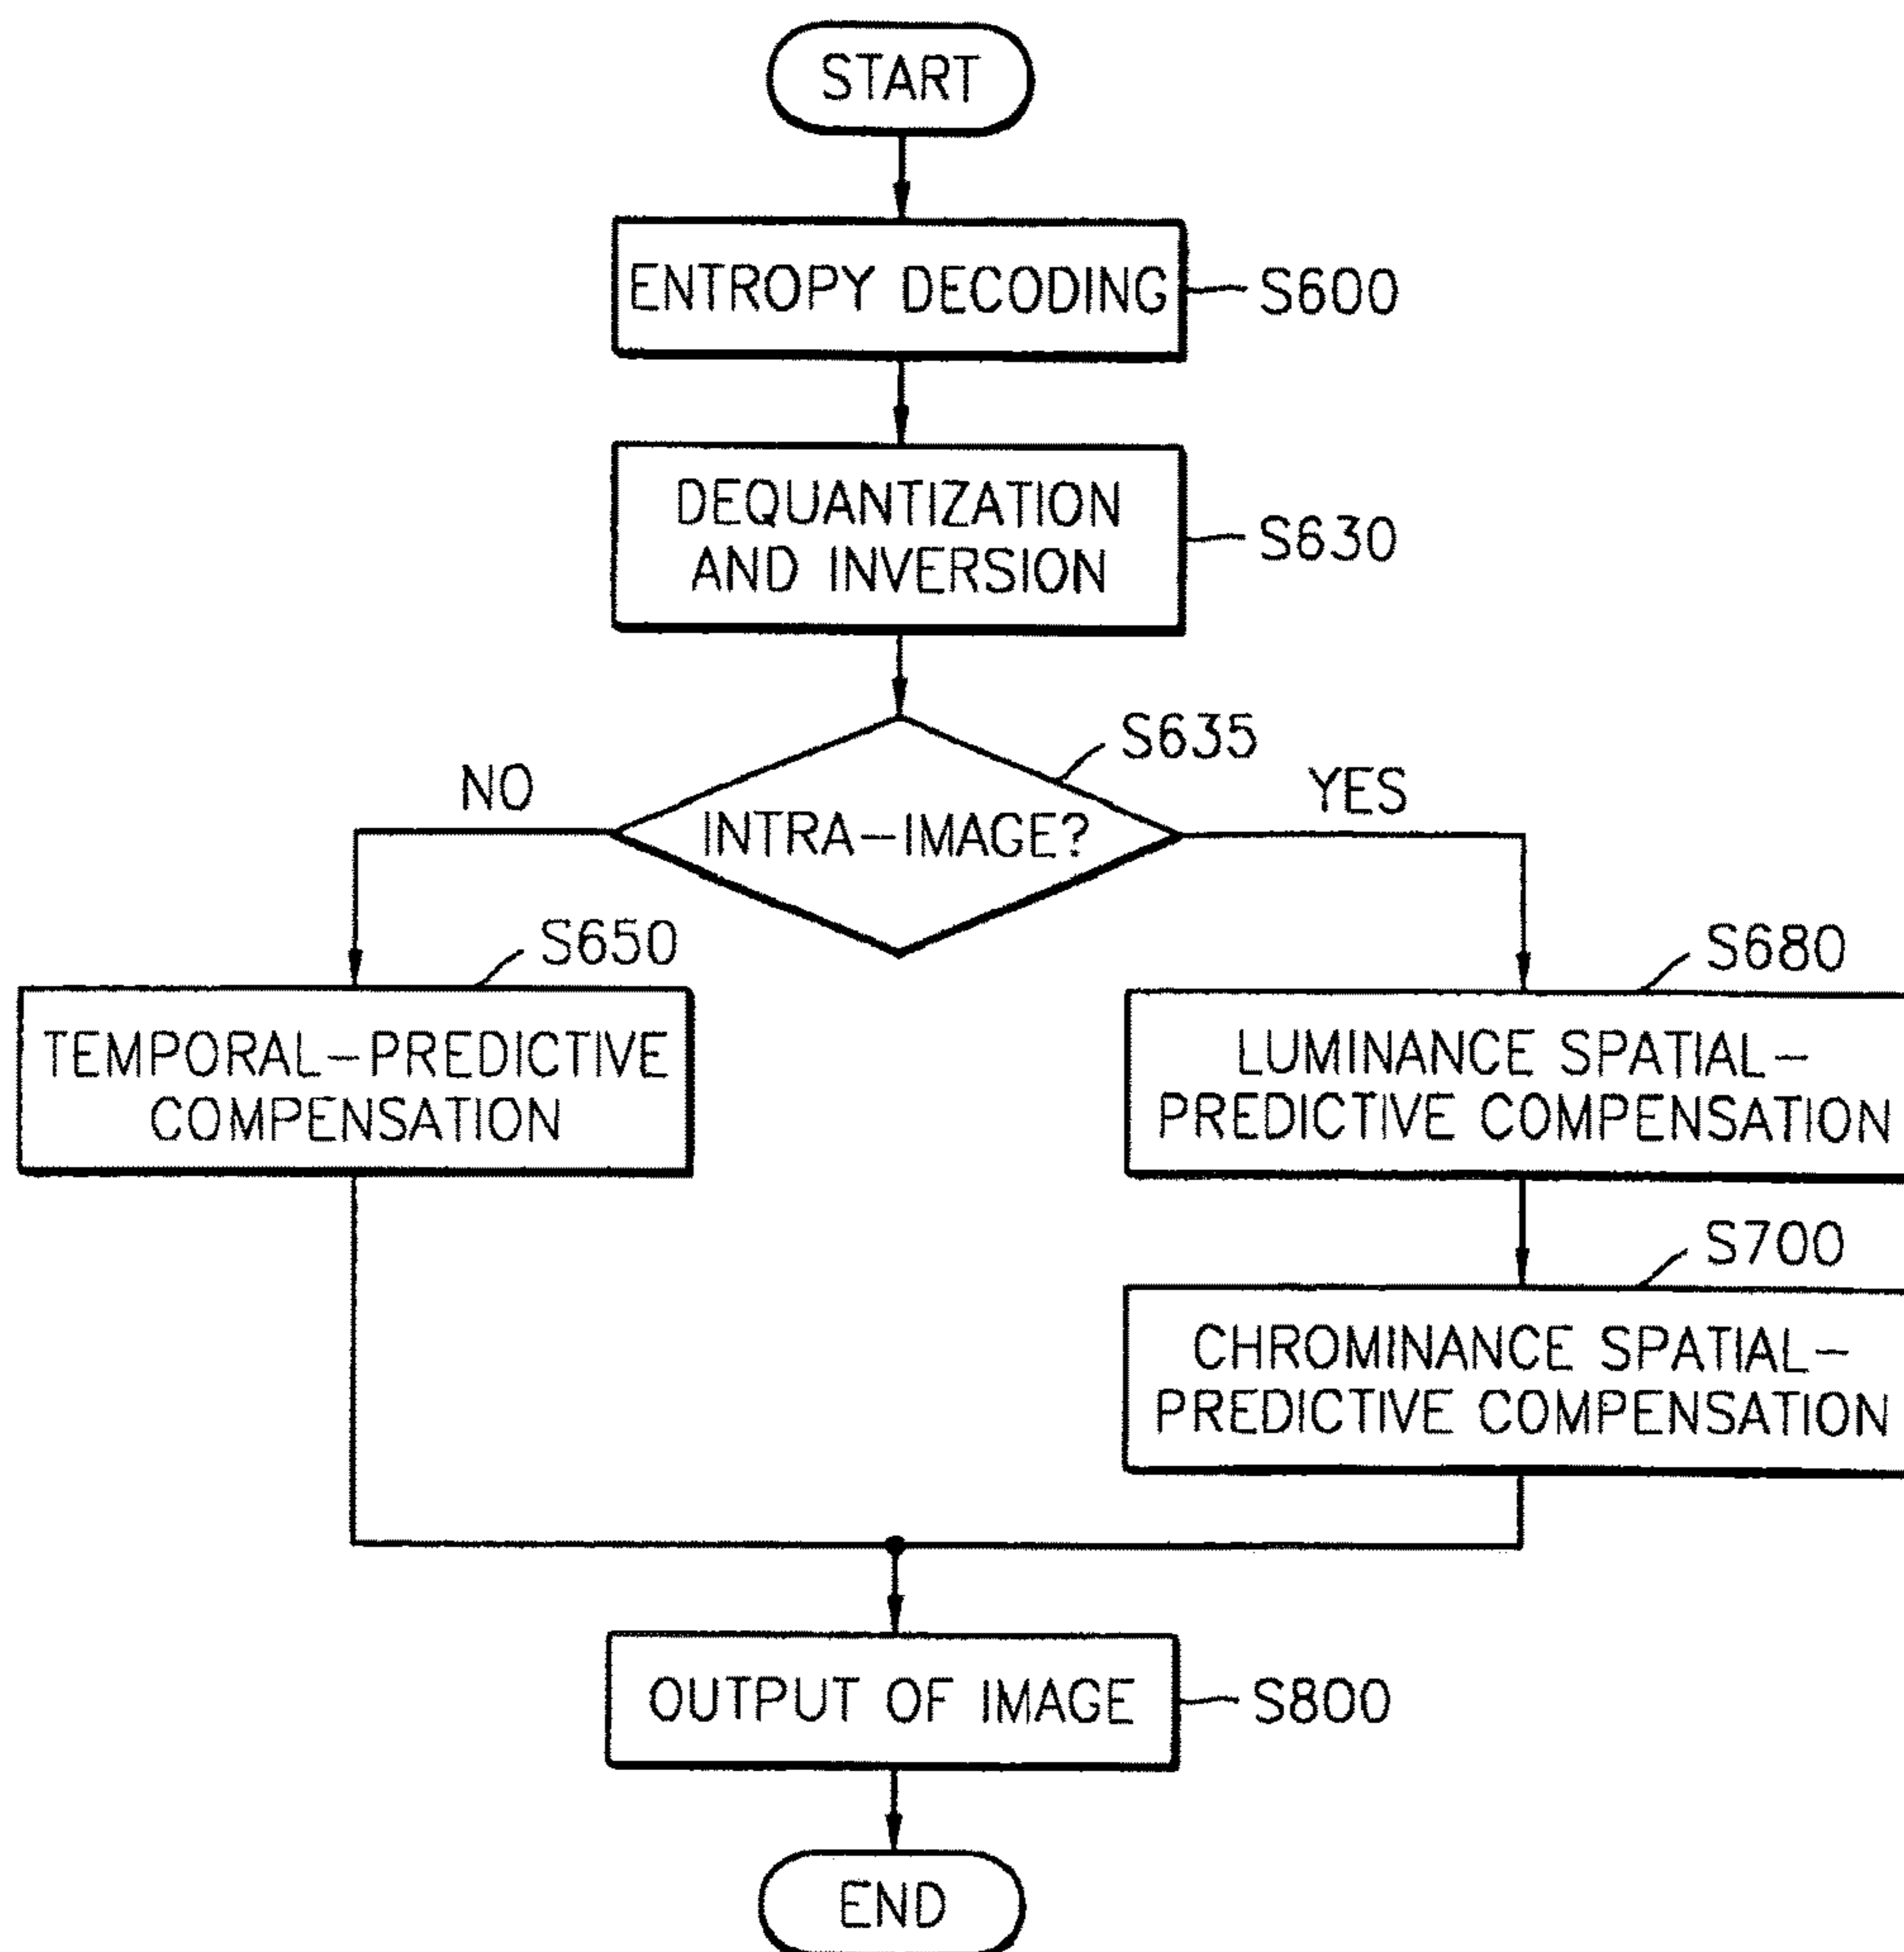 START
ENTROPY DECODING
S600
DEQUANTIZATION
AND INVERSION
S630
S635
NO
INTRA-IMAGE?
YES
S650
TEMPORAL-PREDICTIVE
COMPENSATION
S680
LUMINANCE SPATIAL-
PREDICTIVE COMPENSATION
S700
CHROMINANCE SPATIAL-
PREDICTIVE COMPENSATION
OUTPUT OF IMAGE
S800
END